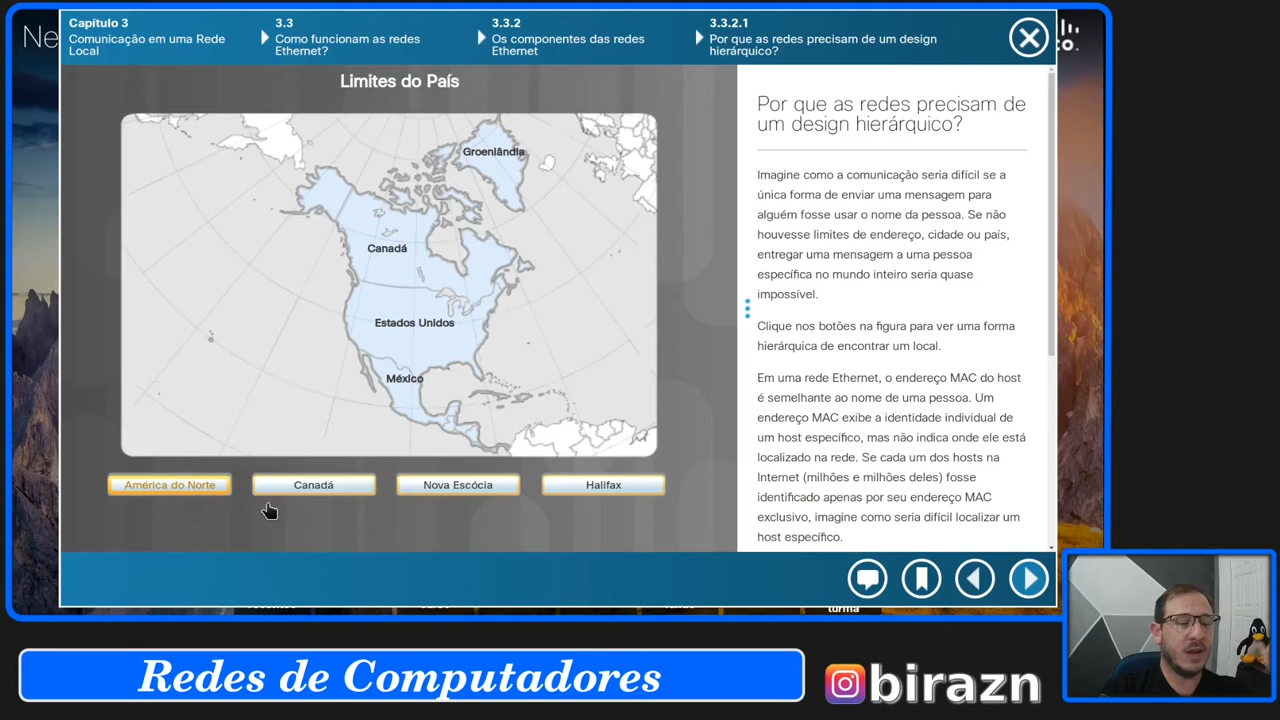 Ne
Capítulo 3
Comunicação em uma Rede
Local
3.3
Como funcionam as redes
Ethernet?
3.3.2
Os componentes das redes
Ethernet
3.3.2.1
Por que as redes precisam de um design
hierárquico?
Limites do País
Groenlândia
Canadá
Estados Unidos
México
América do Norte
Canadá
Nova Escócia
Halifax
Por que as redes precisam de
um design hierárquico?
Imagine como a comunicação seria difícil se a
única forma de enviar uma mensagem para
alguém fosse usar o nome da pessoa. Se não
houvesse limites de endereço, cidade ou país,
entregar uma mensagem a uma pessoa
específica no mundo inteiro seria quase
impossível.
Clique nos botões na figura para ver uma forma
hierárquica de encontrar um local.
Em uma rede Ethernet, o endereço MAC do host
é semelhante ao nome de uma pessoa. Um
endereço MAC exibe a identidade individual de
um host específico, mas não indica onde ele está
localizado na rede. Se cada um dos hosts na
Internet (milhões e milhões deles) fosse
identificado apenas por seu endereço MAC
exclusivo, imagine como seria difícil localizar um
host específico.
turma
Redes de Computadores
birazn